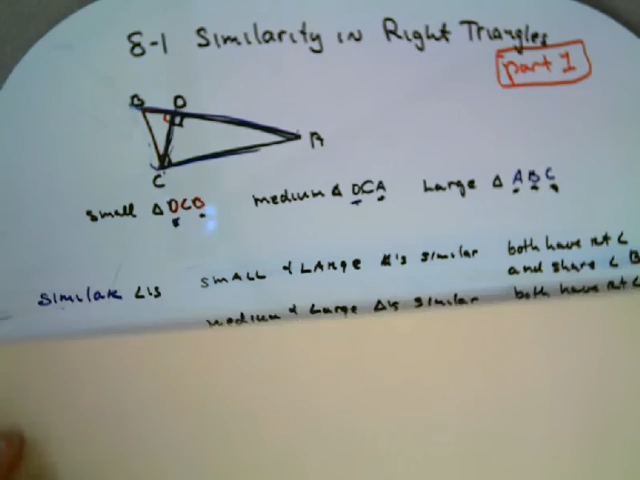 8-1 Similarity in Right Triangles
part 1
B D
A
C
small △ DCB medium △ DCA Large △ ABC
Similar ∠'s small & Large △'s similar both have rt ∠
and share ∠ B
medium & Large △'s similar both have rt ∠